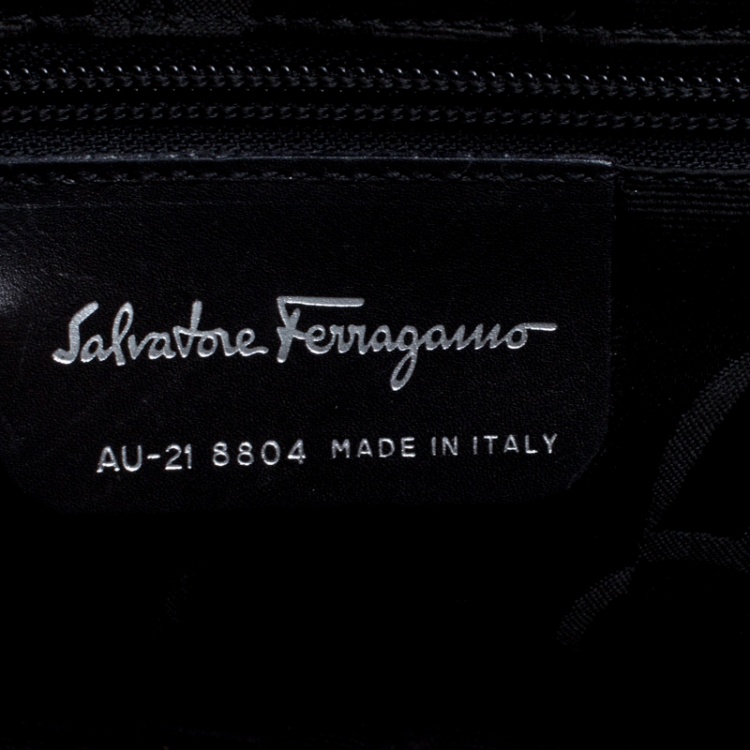 Salvatore Ferragamo
AU-21 8804 MADE IN ITALY